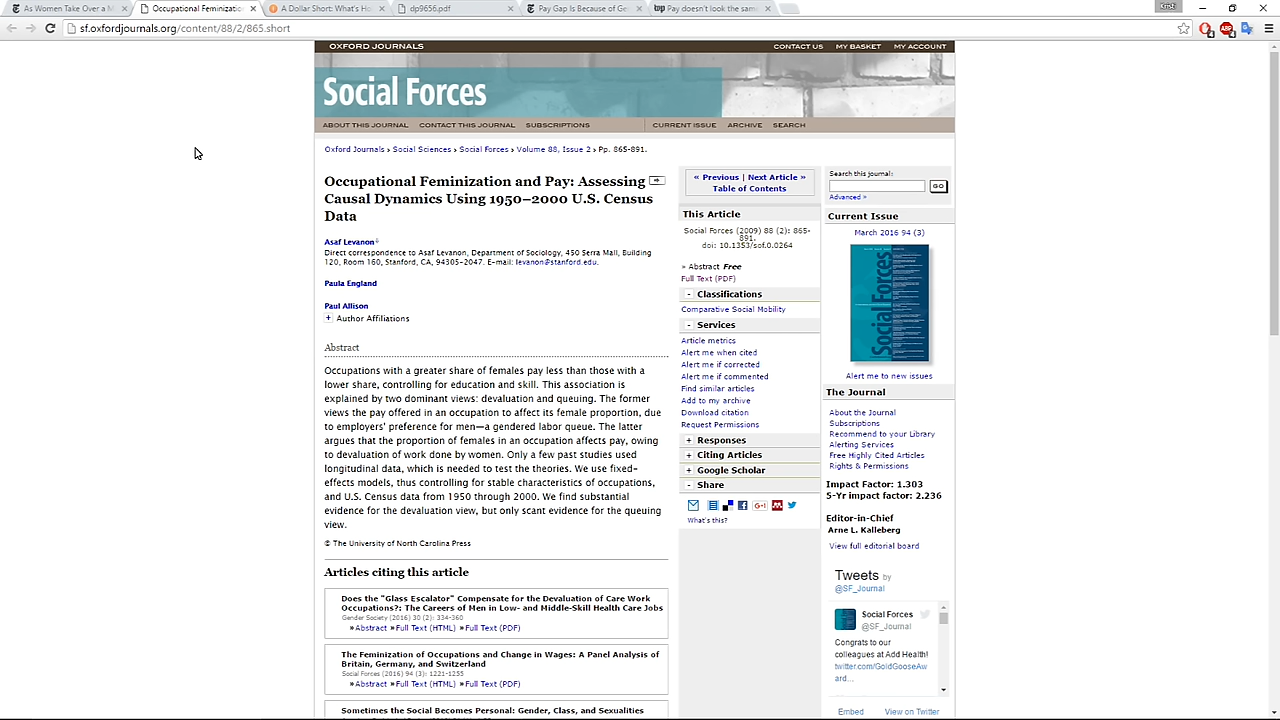 As Women Take Over a M
Occupational Feminizatio
A Dollar Short: What's Ho
dp9656.pdf
Pay Gap Is Because of Gen
Pay doesn't look the sam
sf.oxfordjournals.org/content/88/2/865.short
OXFORD JOURNALS
CONTACT US MY BASKET MY ACCOUNT
Social Forces
ABOUT THIS JOURNAL CONTACT THIS JOURNAL SUBSCRIPTIONS CURRENT ISSUE ARCHIVE SEARCH
Oxford Journals > Social Sciences > Social Forces > Volume 88, Issue 2 > Pp. 865-891.
Occupational Feminization and Pay: Assessing
Causal Dynamics Using 1950–2000 U.S. Census
Data
Asaf Levanon
Direct correspondence to Asaf Levanon, Department of Sociology, 450 Serra Mall, Building
120, Room 160, Stanford, CA, 94305-2047. E-mail: levanon@stanford.edu.
Paula England
Paul Allison
+ Author Affiliations
Abstract
Occupations with a greater share of females pay less than those with a
lower share, controlling for education and skill. This association is
explained by two dominant views: devaluation and queuing. The former
views the pay offered in an occupation to affect its female proportion, due
to employers' preference for men—a gendered labor queue. The latter
argues that the proportion of females in an occupation affects pay, owing
to devaluation of work done by women. Only a few past studies used
longitudinal data, which is needed to test the theories. We use fixed-
effects models, thus controlling for stable characteristics of occupations,
and U.S. Census data from 1950 through 2000. We find substantial
evidence for the devaluation view, but only scant evidence for the queuing
view.
© The University of North Carolina Press
Articles citing this article
Does the "Glass Escalator" Compensate for the Devaluation of Care Work
Occupations?: The Careers of Men in Low- and Middle-Skill Health Care Jobs
Gender Society (2016) 30 (2): 334-360
»Abstract »Full Text (HTML) »Full Text (PDF)
The Feminization of Occupations and Change in Wages: A Panel Analysis of
Britain, Germany, and Switzerland
Social Forces (2016) 94 (3): 1221-1255
»Abstract »Full Text (HTML) »Full Text (PDF)
Sometimes the Social Becomes Personal: Gender, Class, and Sexualities
« Previous | Next Article »
Table of Contents
This Article
Social Forces (2009) 88 (2): 865-
891.
doi: 10.1353/sof.0.0264
» Abstract Free
Full Text (PDF)
- Classifications
Comparative Social Mobility
- Services
Article metrics
Alert me when cited
Alert me if corrected
Alert me if commented
Find similar articles
Add to my archive
Download citation
Request Permissions
+ Responses
+ Citing Articles
+ Google Scholar
- Share
What's this?
Search this journal:
GO
Advanced »
Current Issue
March 2016 94 (3)
Social Forces
Alert me to new issues
The Journal
About the Journal
Subscriptions
Recommend to your Library
Alerting Services
Free Highly Cited Articles
Rights & Permissions
Impact Factor: 1.303
5-Yr impact factor: 2.236
Editor-in-Chief
Arne L. Kalleberg
View full editorial board
Tweets by
@SF_Journal
Social Forces
@SF_Journal
Congrats to our
colleagues at Add Health!
twitter.com/GoldGooseAw
ard...
Embed View on Twitter